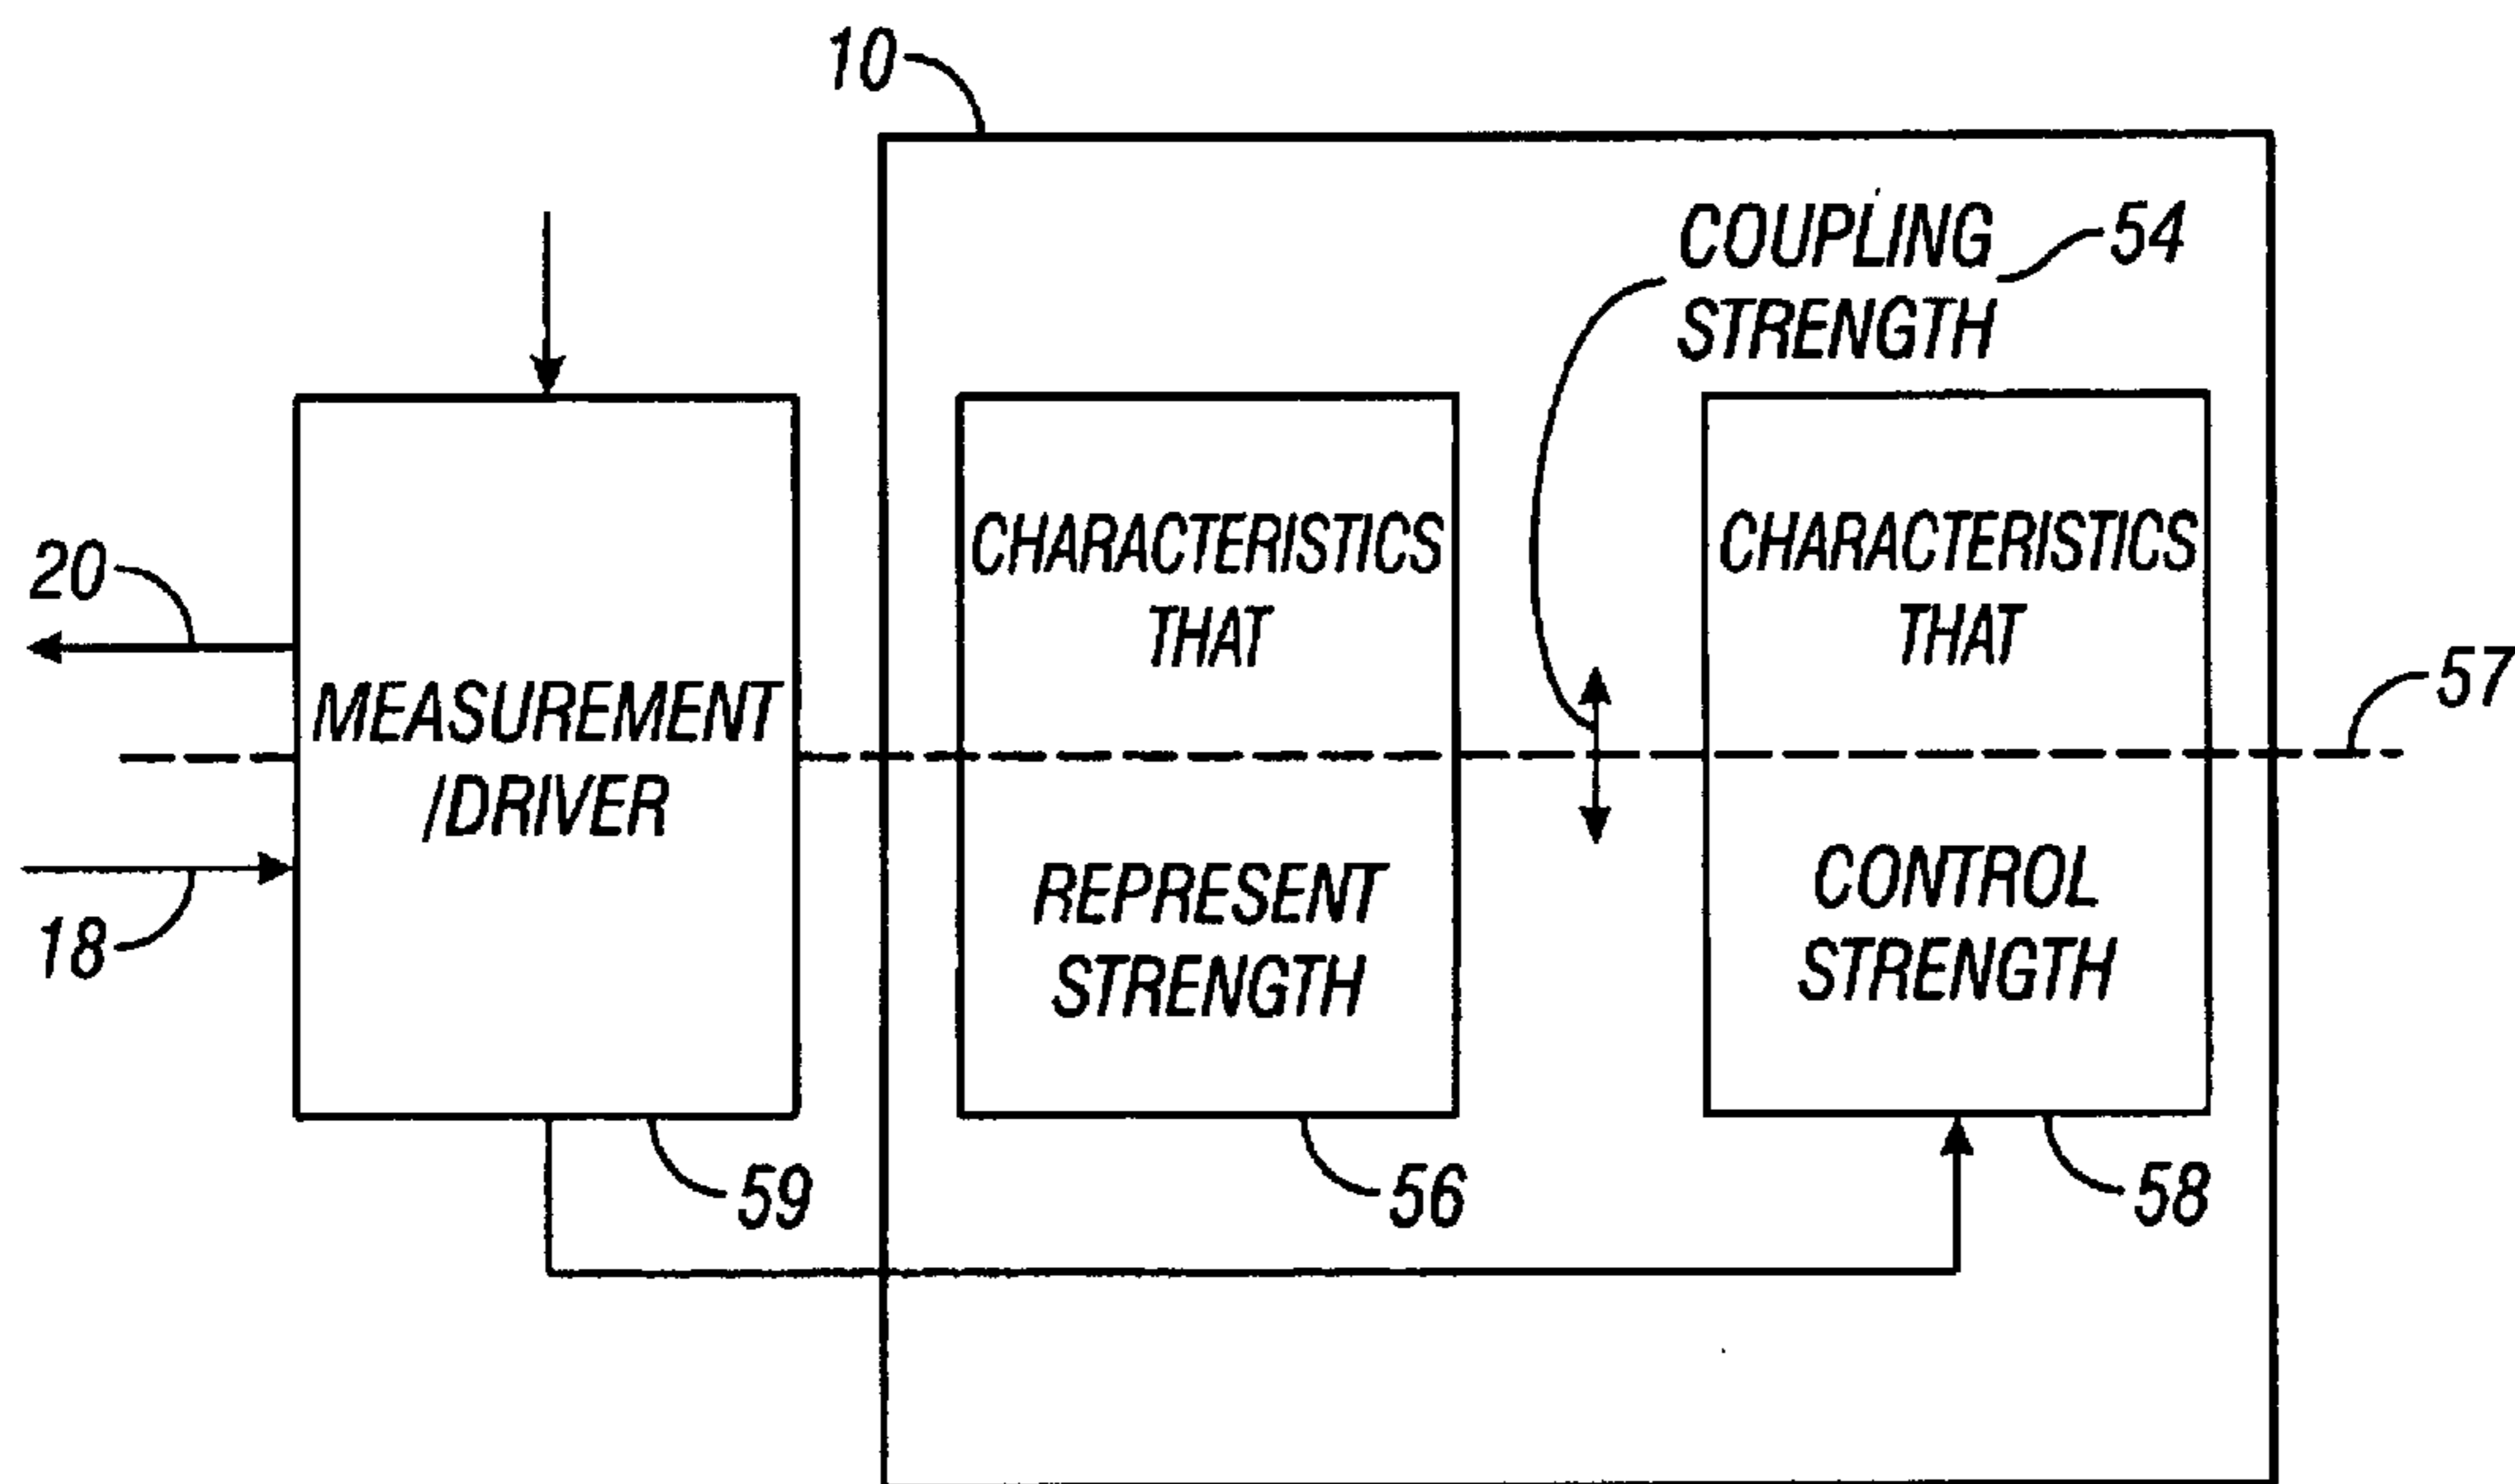 10
COUPLING
STRENGTH
54
CHARACTERISTICS
THAT
REPRESENT
STRENGTH
CHARACTERISTICS
THAT
CONTROL
STRENGTH
20
MEASUREMENT
/DRIVER
57
18
59
56
58